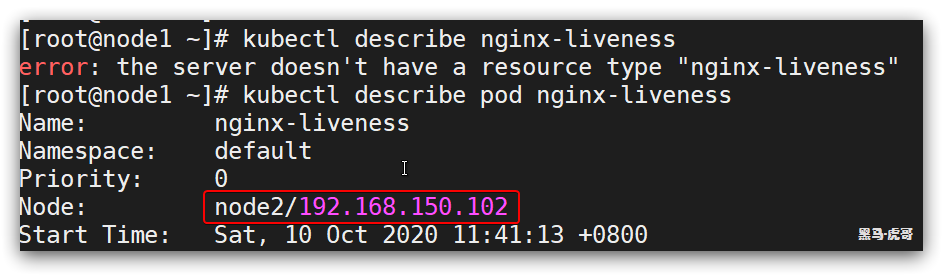 [root@node1 ~]# kubectl describe nginx-liveness
error: the server doesn't have a resource type "nginx-liveness"
[root@node1 ~]# kubectl describe pod nginx-liveness
Name:         nginx-liveness
Namespace:    default
Priority:     0
Node:         node2/192.168.150.102
Start Time:   Sat, 10 Oct 2020 11:41:13 +0800
黑马-虎哥